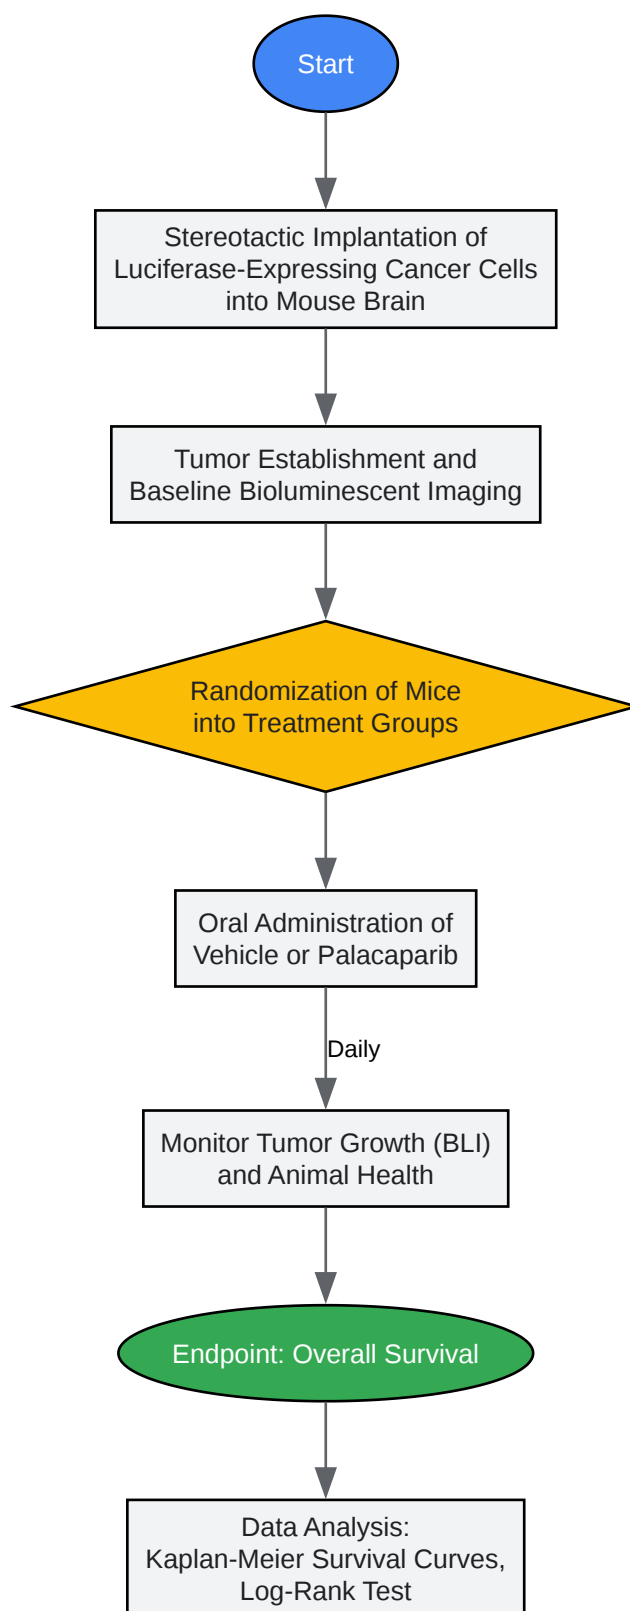 Start
Stereotactic Implantation of
Luciferase-Expressing Cancer Cells
into Mouse Brain
Tumor Establishment and
Baseline Bioluminescent Imaging
Randomization of Mice
into Treatment Groups
Oral Administration of
Vehicle or Palacaparib
Daily
Monitor Tumor Growth (BLI)
and Animal Health
Endpoint: Overall Survival
Data Analysis:
Kaplan-Meier Survival Curves,
Log-Rank Test